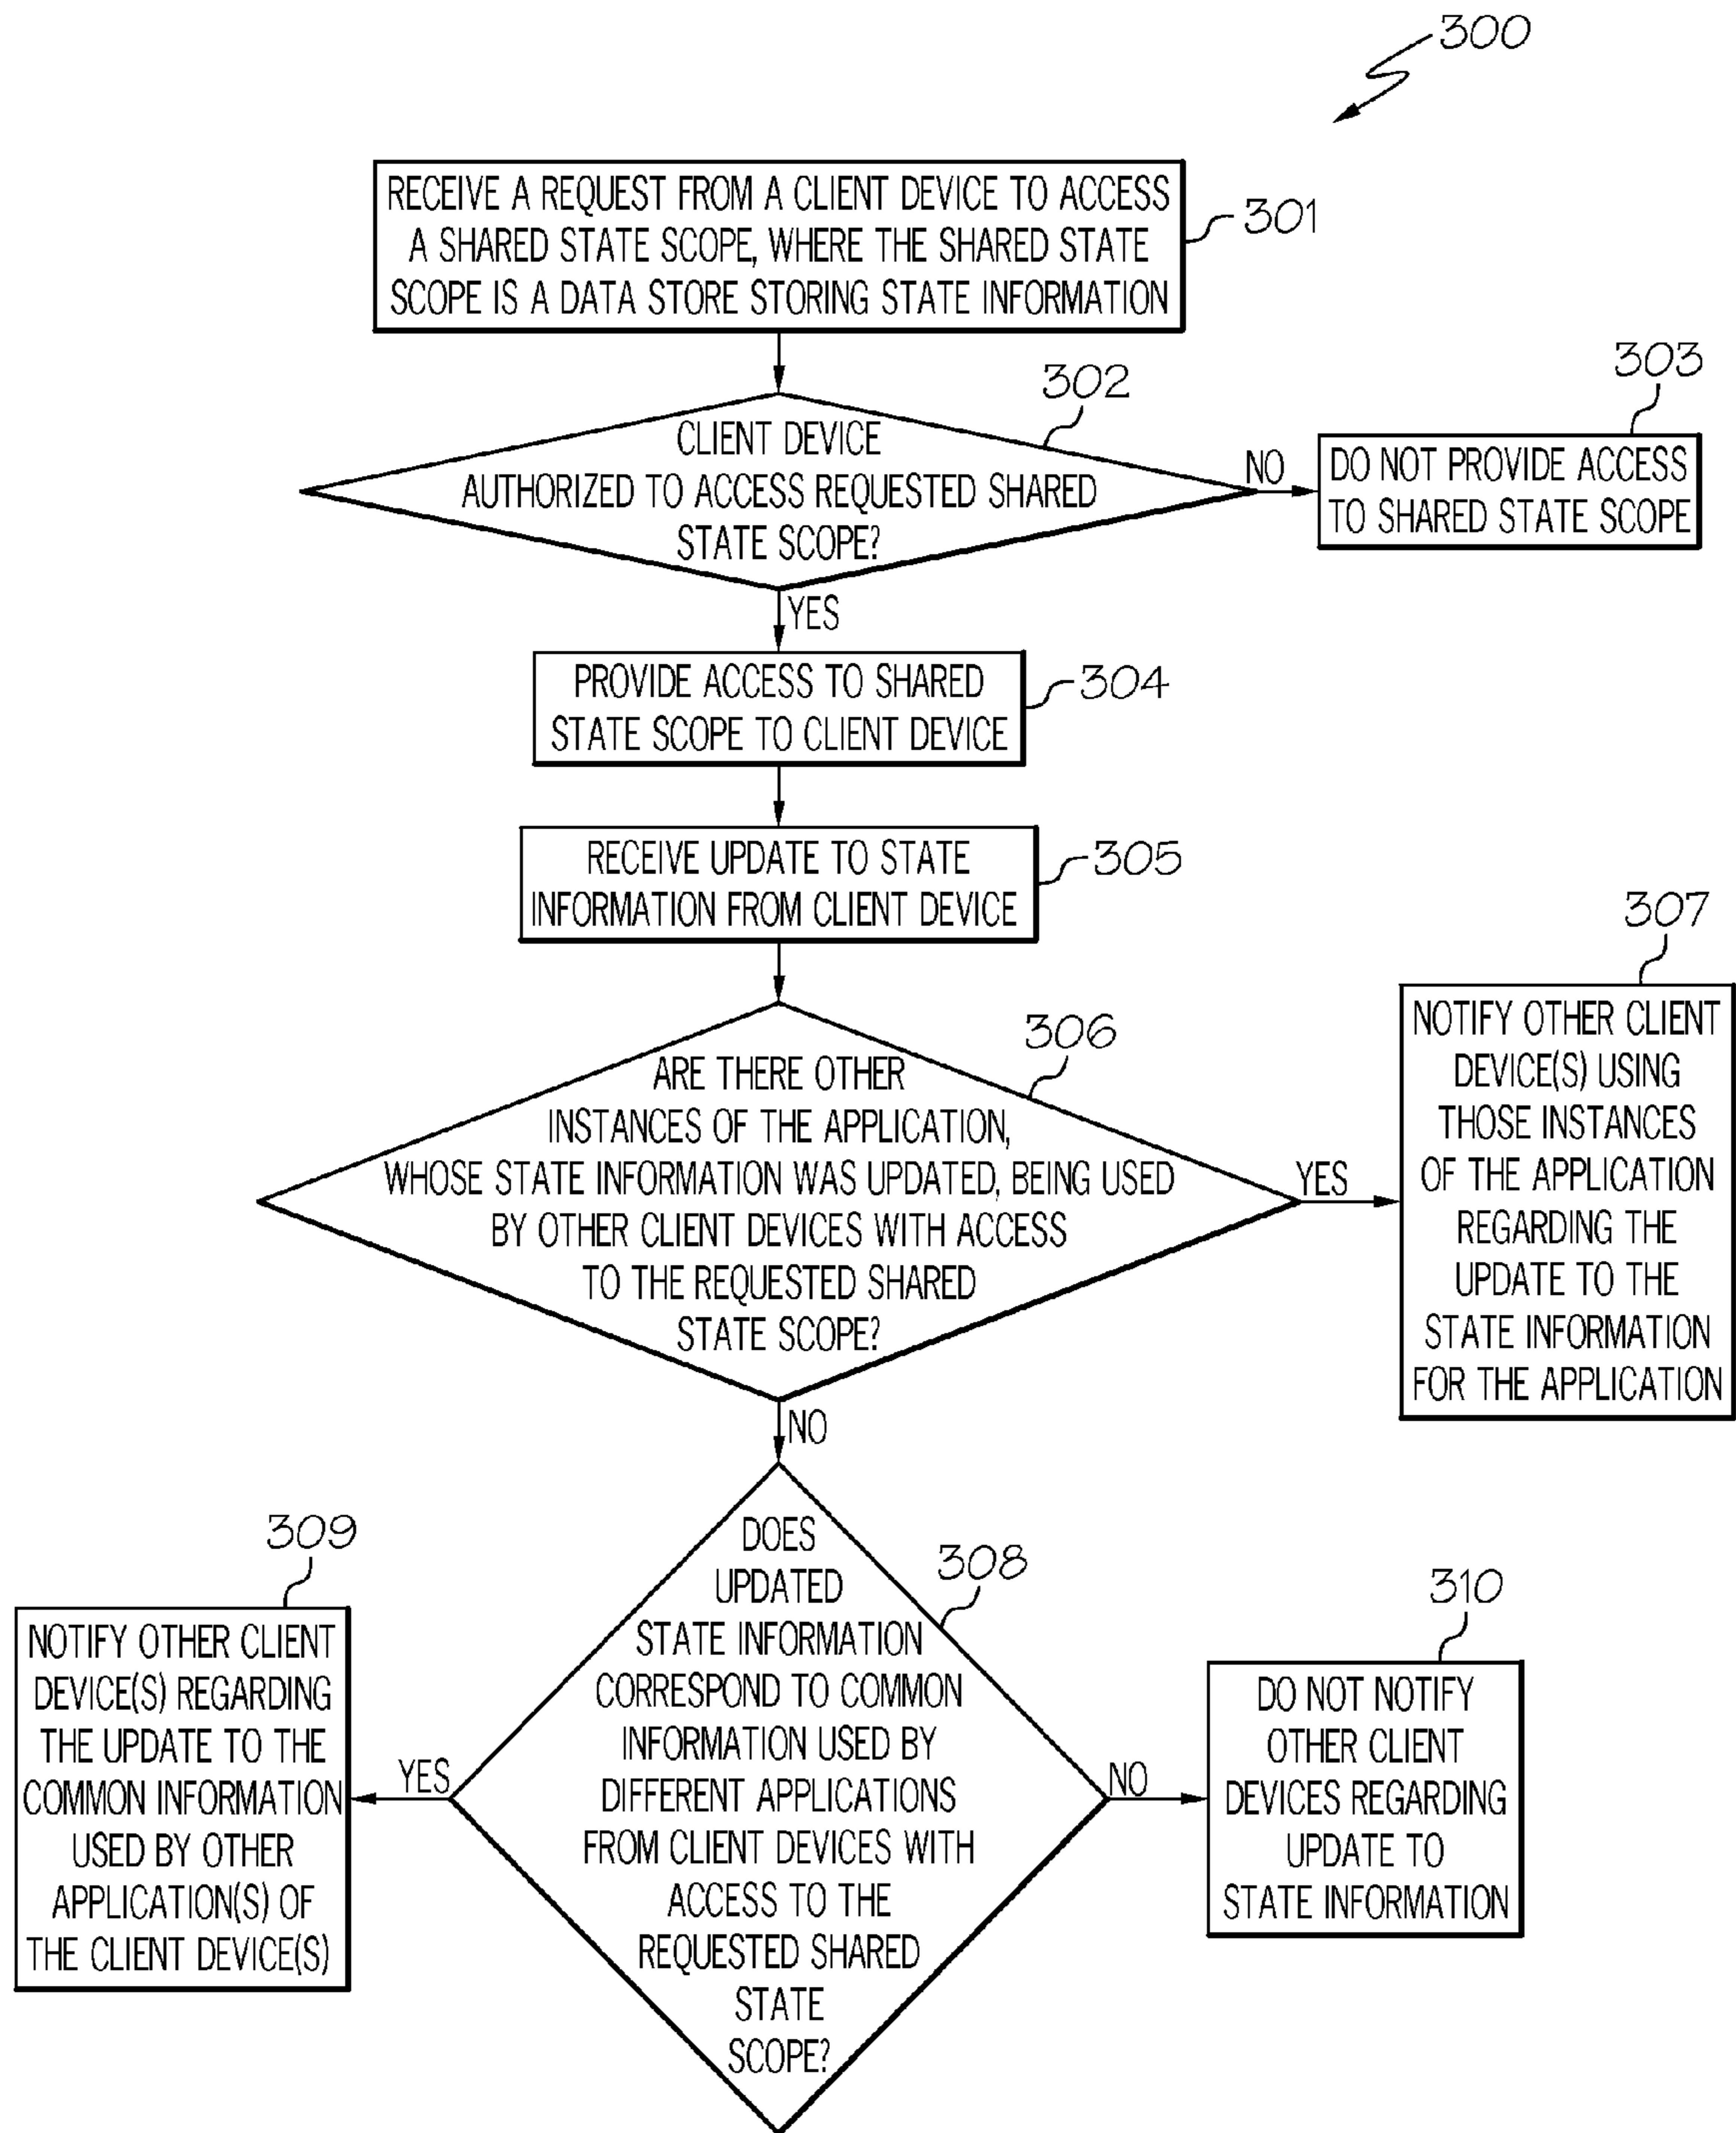 300
RECEIVE A REQUEST FROM A CLIENT DEVICE TO ACCESS
A SHARED STATE SCOPE, WHERE THE SHARED STATE
SCOPE IS A DATA STORE STORING STATE INFORMATION
301
302
CLIENT DEVICE
AUTHORIZED TO ACCESS REQUESTED SHARED
STATE SCOPE?
NO
303
DO NOT PROVIDE ACCESS
TO SHARED STATE SCOPE
YES
PROVIDE ACCESS TO SHARED
STATE SCOPE TO CLIENT DEVICE
304
RECEIVE UPDATE TO STATE
INFORMATION FROM CLIENT DEVICE
305
306
ARE THERE OTHER
INSTANCES OF THE APPLICATION,
WHOSE STATE INFORMATION WAS UPDATED, BEING USED
BY OTHER CLIENT DEVICES WITH ACCESS
TO THE REQUESTED SHARED
STATE SCOPE?
YES
307
NOTIFY OTHER CLIENT
DEVICE(S) USING
THOSE INSTANCES
OF THE APPLICATION
REGARDING THE
UPDATE TO THE
STATE INFORMATION
FOR THE APPLICATION
NO
308
DOES
UPDATED
STATE INFORMATION
CORRESPOND TO COMMON
INFORMATION USED BY
DIFFERENT APPLICATIONS
FROM CLIENT DEVICES WITH
ACCESS TO THE
REQUESTED SHARED
STATE
SCOPE?
YES
309
NOTIFY OTHER CLIENT
DEVICE(S) REGARDING
THE UPDATE TO THE
COMMON INFORMATION
USED BY OTHER
APPLICATION(S) OF
THE CLIENT DEVICE(S)
NO
310
DO NOT NOTIFY
OTHER CLIENT
DEVICES REGARDING
UPDATE TO
STATE INFORMATION